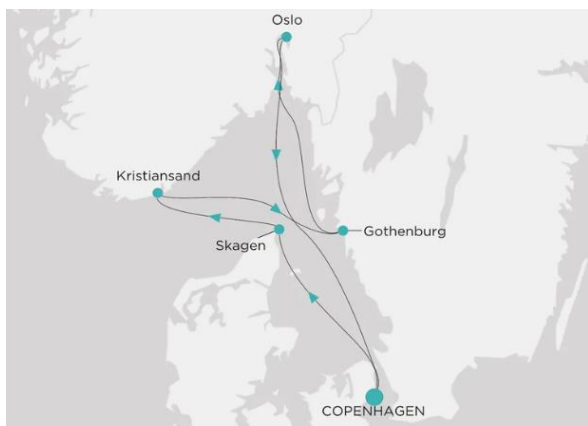 Oslo
Kristiansand
Gothenburg
Skagen
COPENHAGEN